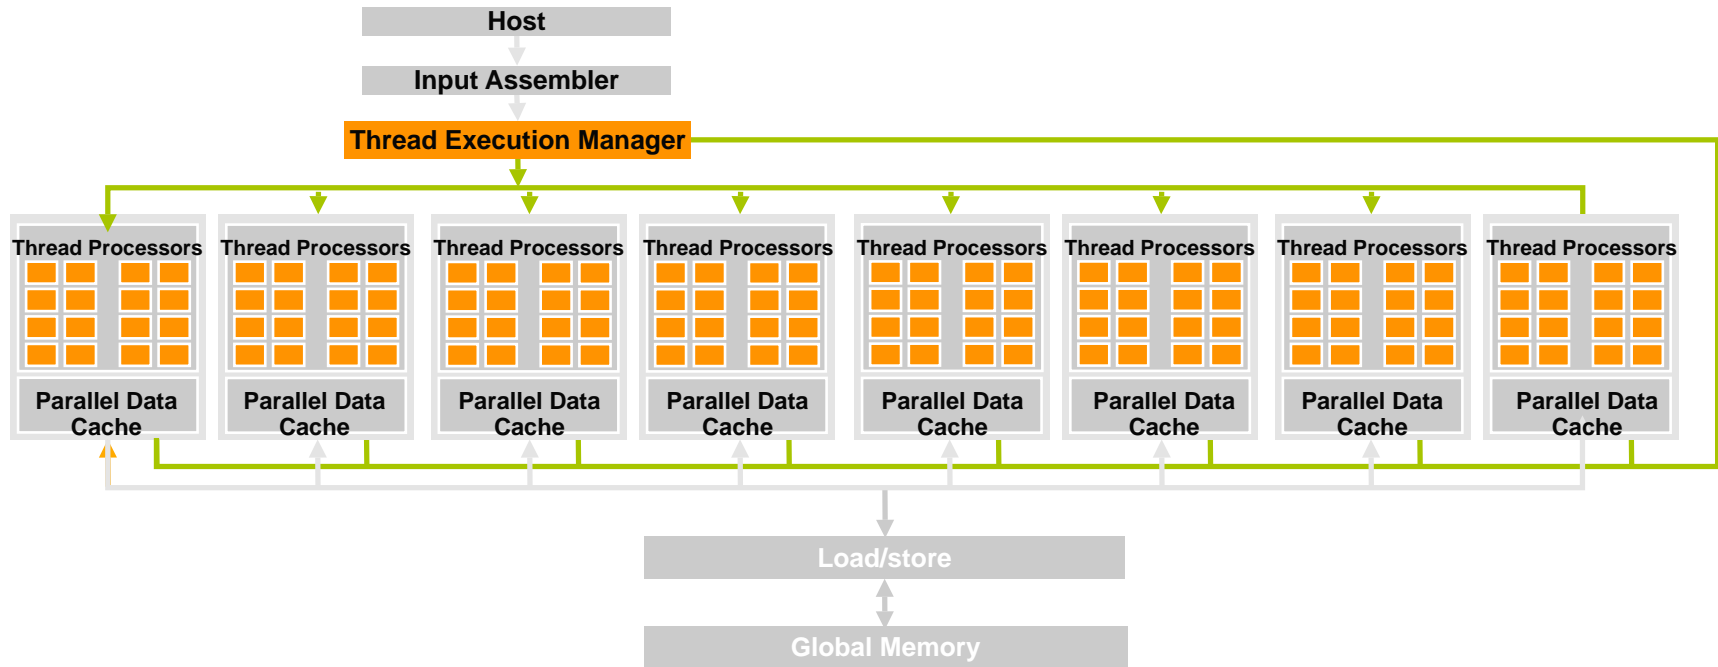 Host
Input Assembler
Thread Execution Manager
Thread Processors
Thread Processors
Thread Processors
Thread Processors
Thread Processors
Thread Processors
Thread Processors
Thread Processors
Parallel Data
Cache
Parallel Data
Cache
Parallel Data
Cache
Parallel Data
Cache
Parallel Data
Cache
Parallel Data
Cache
Parallel Data
Cache
Parallel Data
Cache
Load/store
Global Memory